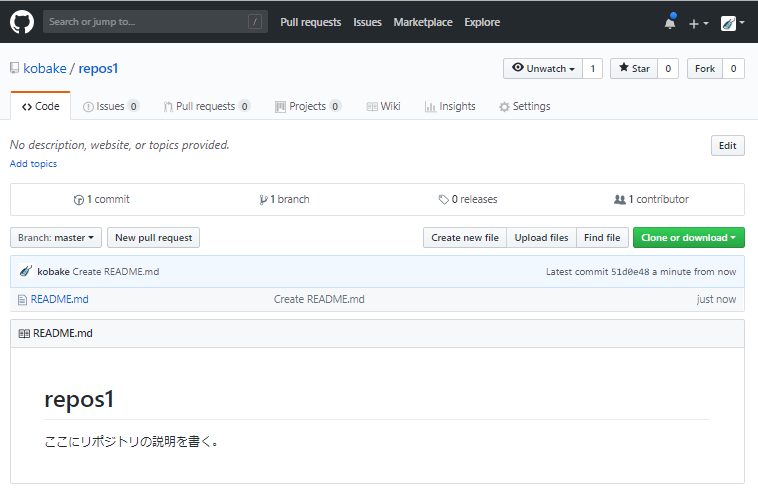 Search or jump to... /
Pull requests Issues Marketplace Explore
kobake / repos1
Unwatch 1 Star 0 Fork 0
Code Issues 0 Pull requests 0 Projects 0 Wiki Insights Settings
No description, website, or topics provided. Edit
Add topics
1 commit 1 branch 0 releases 1 contributor
Branch: master New pull request Create new file Upload files Find file Clone or download
kobake Create README.md Latest commit 51d0e48 a minute from now
README.md Create README.md just now
README.md
repos1
ここにリポジトリの説明を書く。